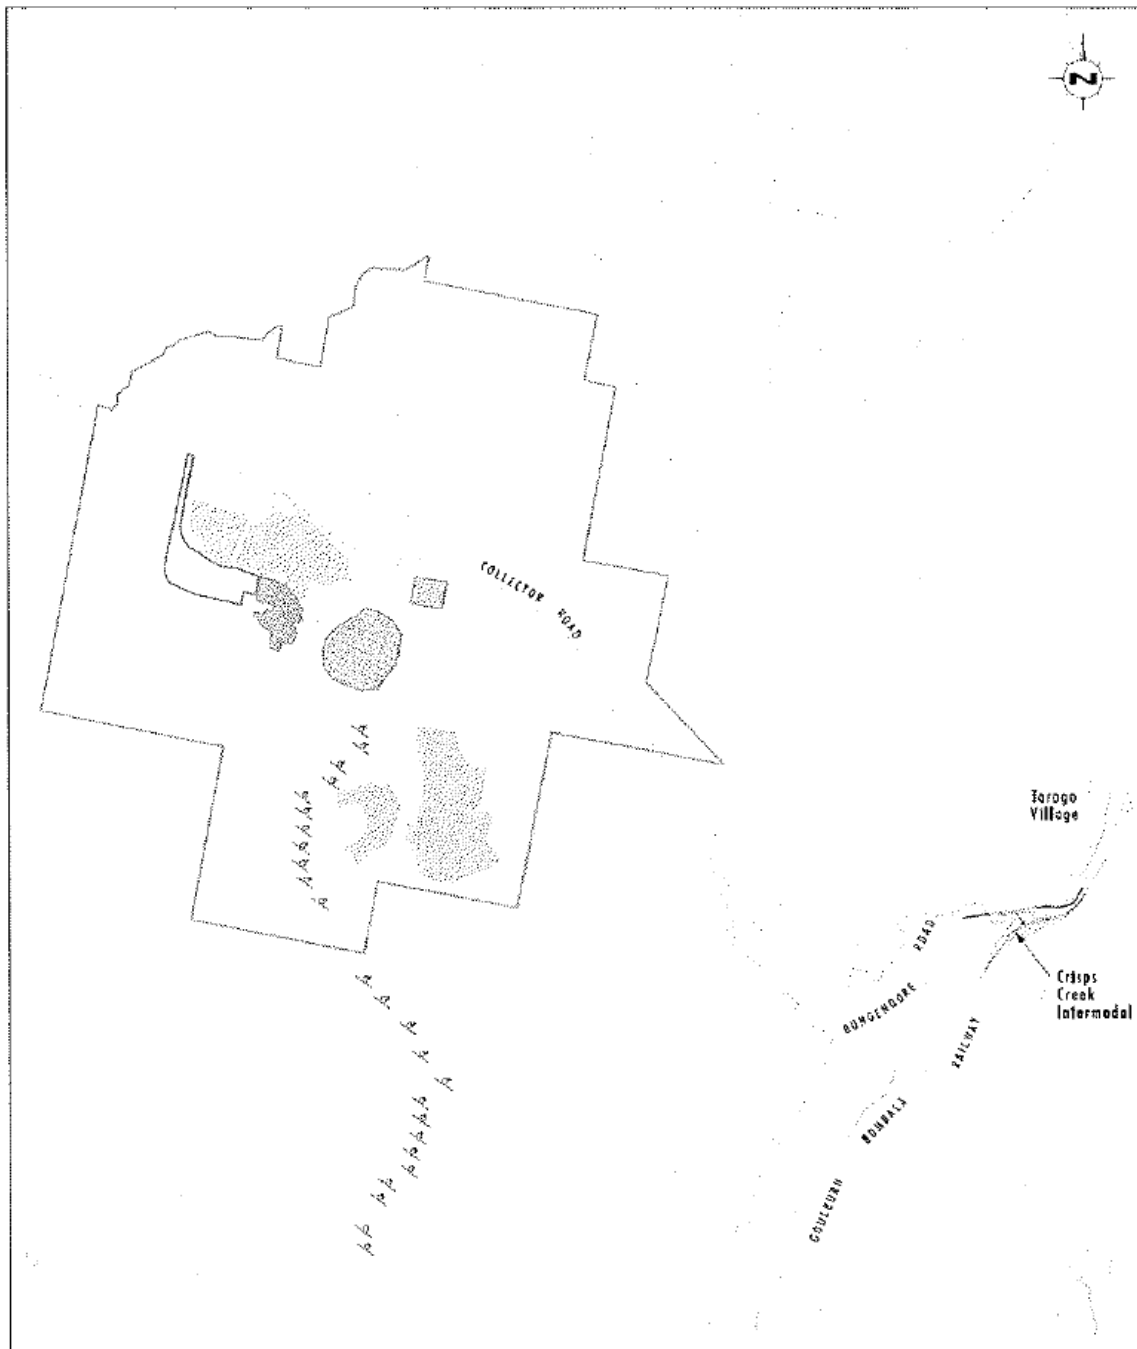 N
COLLECTOR ROAD
Tarago
Village
BUNGENDORE ROAD
Crisps
Creek
Intermodal
GOULBURN BOMBALA RAILWAY